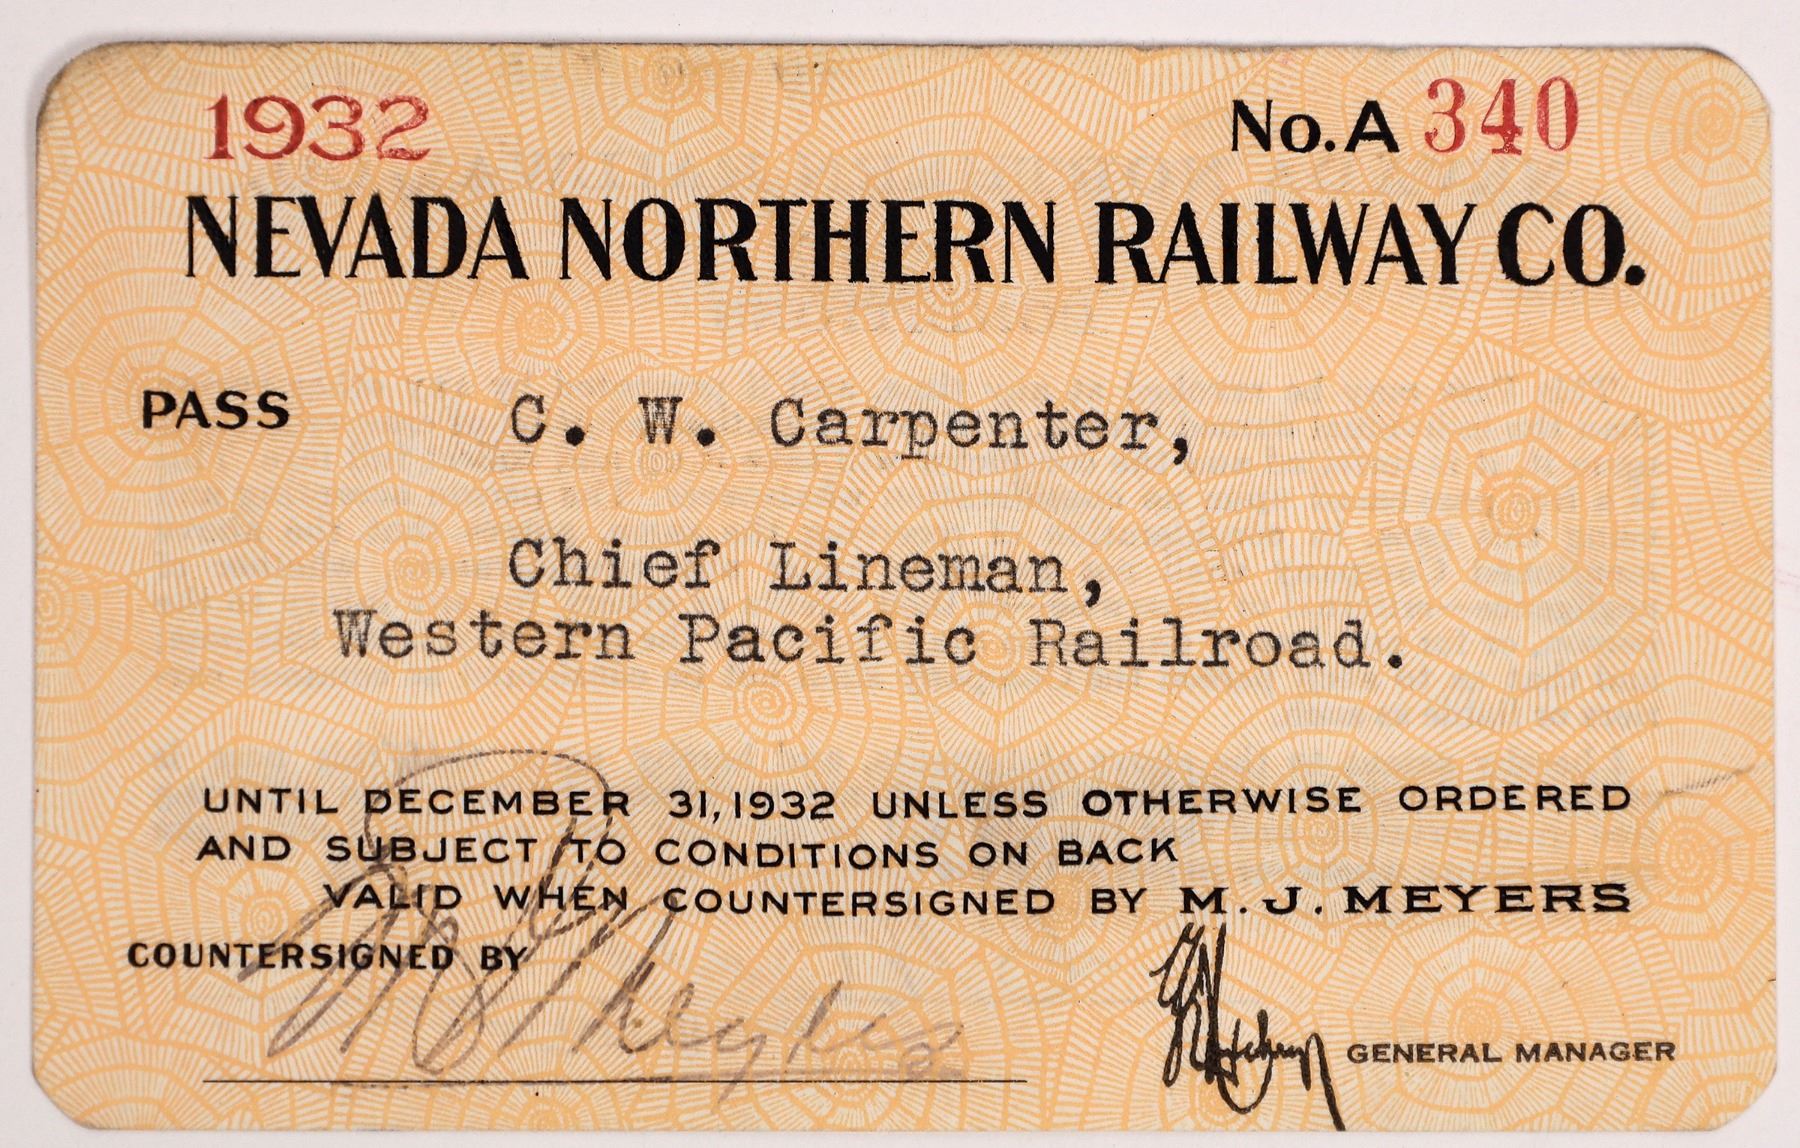 1932 No. A 340
NEVADA NORTHERN RAILWAY CO.
PASS C. W. Carpenter,
Chief Lineman,
Western Pacific Railroad.
UNTIL DECEMBER 31, 1932 UNLESS OTHERWISE ORDERED
AND SUBJECT TO CONDITIONS ON BACK
VALID WHEN COUNTERSIGNED BY M. J. MEYERS
COUNTERSIGNED BY
M J Meyers
GENERAL MANAGER